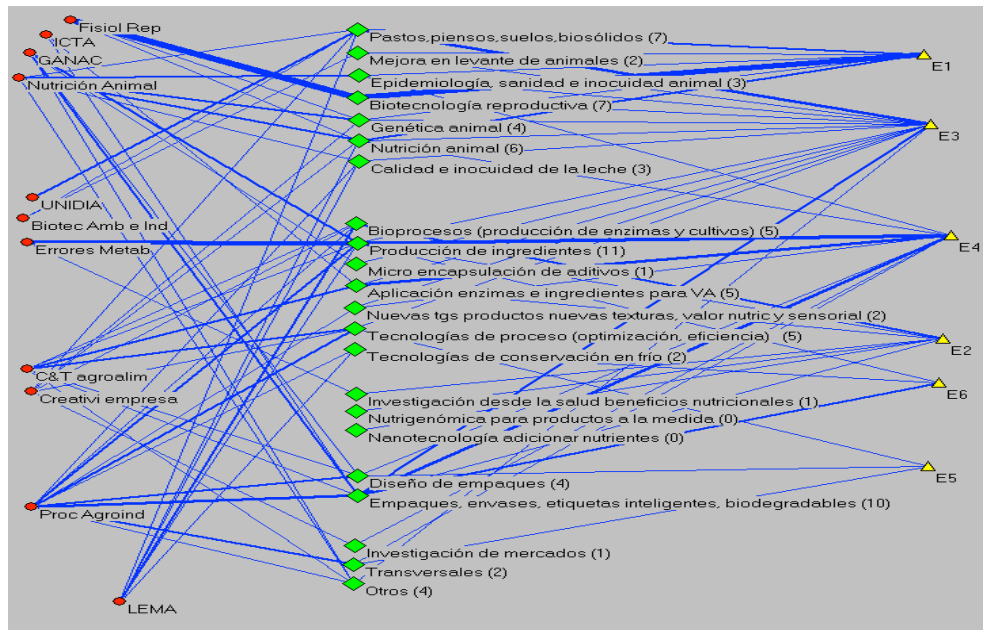 Fisiol Rep
ICTA
GANAC
Nutrición Animal
UNIDIA
Biotec Amb e Ind
Errores Metab
C&T agroalim
Creativi empresa
Proc Agroind
LEMA
Pastos,piensos,suelos,biosólidos (7)
Mejora en levante de animales (2)
Epidemiología, sanidad e inocuidad animal (3)
Biotecnología reproductiva (7)
Genética animal (4)
Nutrición animal (6)
Calidad e inocuidad de la leche (3)
Bioprocesos (producción de enzimas y cultivos) (5)
Producción de ingredientes (11)
Micro encapsulación de aditivos (1)
Aplicación enzimas e ingredientes para VA (5)
Nuevas tgs productos nuevas texturas, valor nutric y sensorial (2)
Tecnologías de proceso (optimización, eficiencia) (5)
Tecnologías de conservación en frío (2)
Investigación desde la salud beneficios nutricionales (1)
Nutrigenómica para productos a la medida (0)
Nanotecnología adicionar nutrientes (0)
Diseño de empaques (4)
Empaques, envases, etiquetas inteligentes, biodegradables (10)
Investigación de mercados (1)
Transversales (2)
Otros (4)
E1
E3
E4
E2
E6
E5